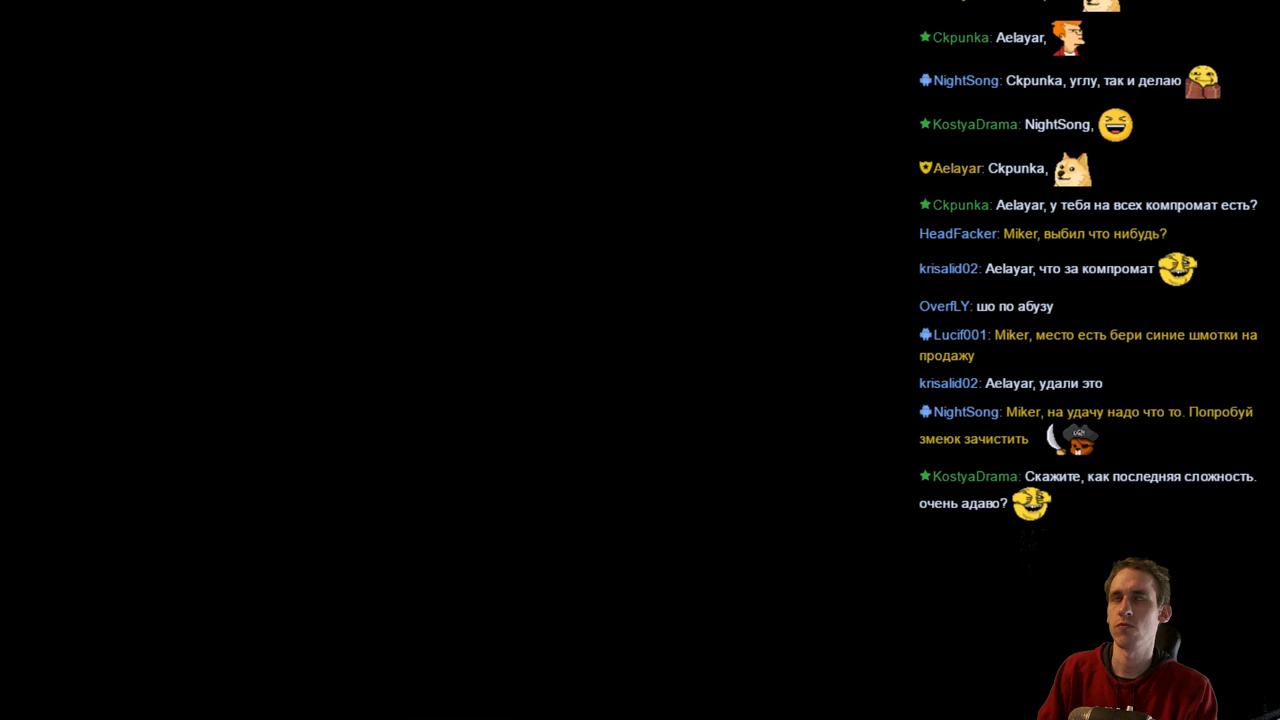 Ckpunka: Aelayar,
NightSong: Ckpunka, углу, так и делаю
KostyaDrama: NightSong,
Aelayar: Ckpunka,
Ckpunka: Aelayar, у тебя на всех компромат есть?
HeadFacker: Miker, выбил что нибудь?
krisalid02: Aelayar, что за компромат
OverfLY: шо по абузу
Lucif001: Miker, место есть бери синие шмотки на
продажу
krisalid02: Aelayar, удали это
NightSong: Miker, на удачу надо что то. Попробуй
змеюк зачистить
KostyaDrama: Скажите, как последняя сложность.
очень адаво?